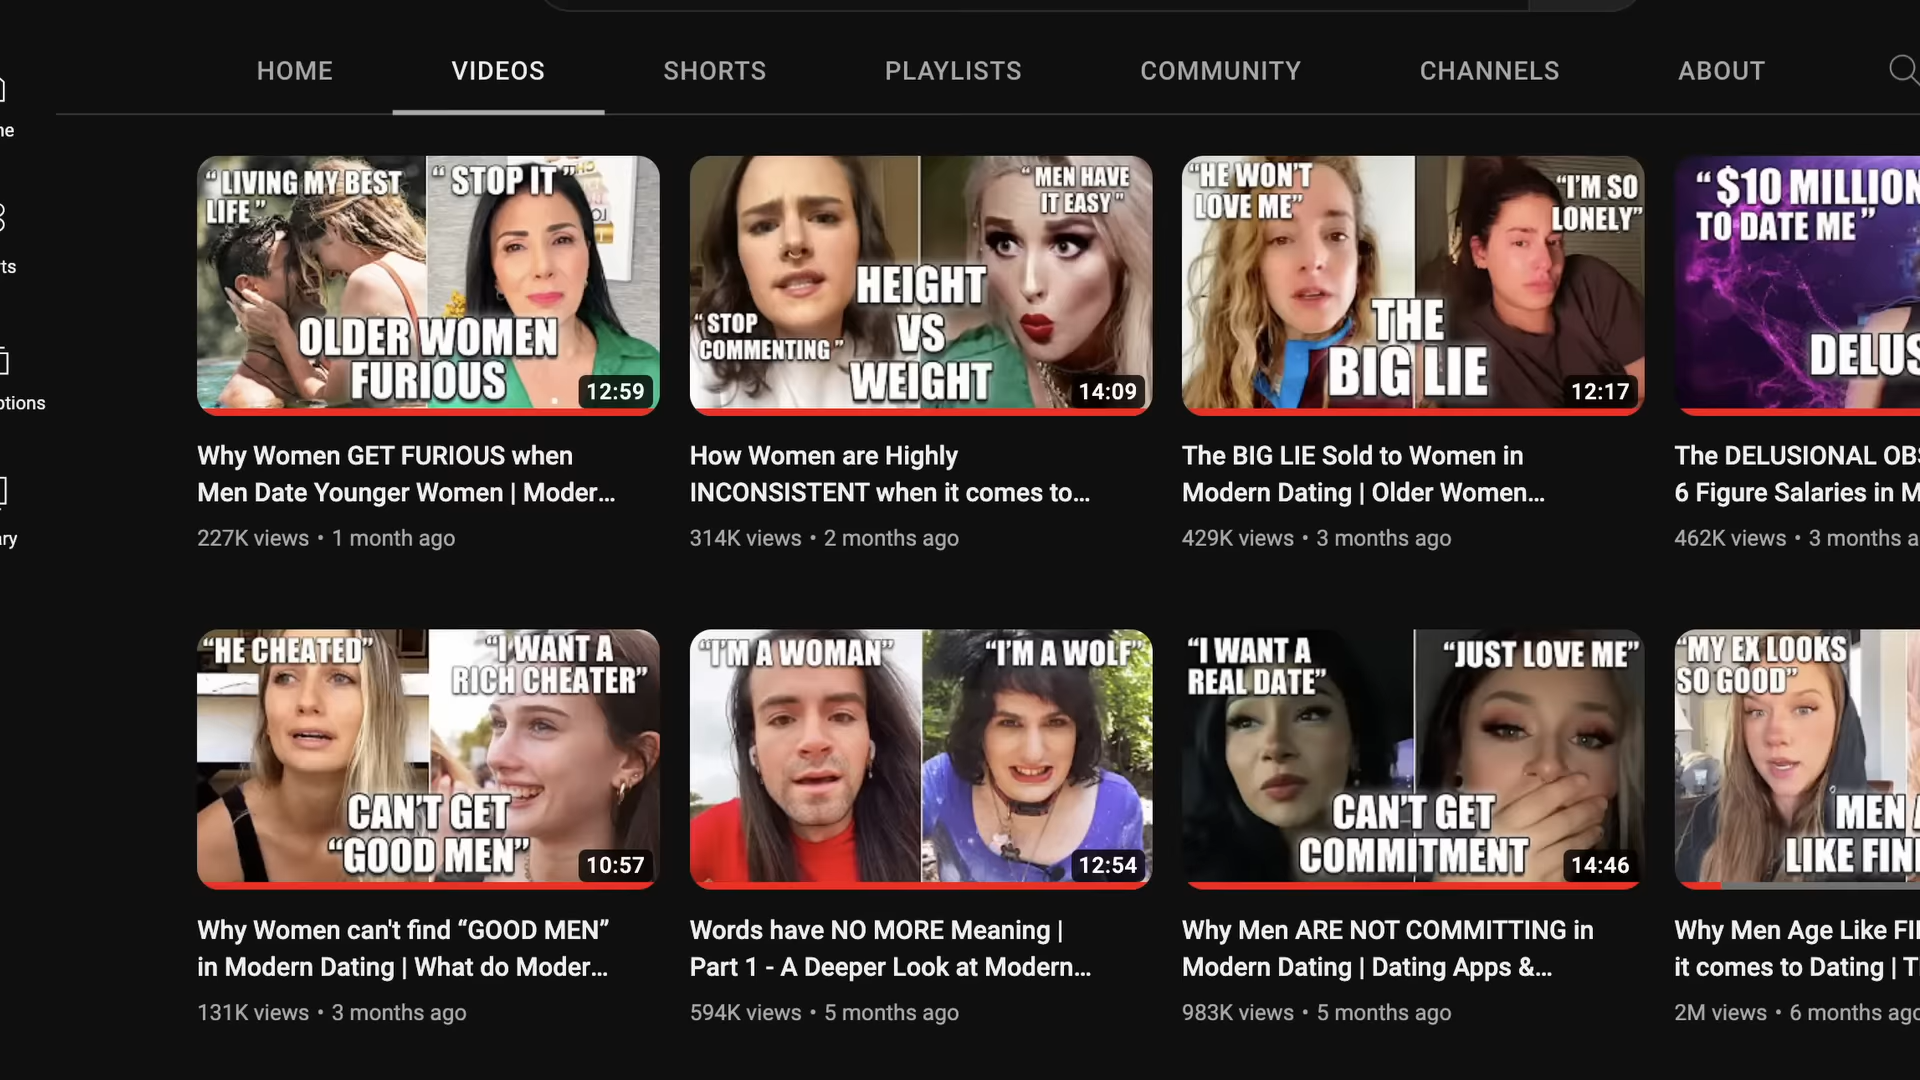 HOME VIDEOS SHORTS PLAYLISTS COMMUNITY CHANNELS ABOUT
“LIVING MY BEST
LIFE”
“STOP IT”
OLDER WOMEN
FURIOUS
12:59
Why Women GET FURIOUS when
Men Date Younger Women | Moder...
227K views • 1 month ago
“MEN HAVE
IT EASY”
“STOP
COMMENTING”
HEIGHT
VS
WEIGHT
14:09
How Women are Highly
INCONSISTENT when it comes to...
314K views • 2 months ago
“HE WON'T
LOVE ME”
“I'M SO
LONELY”
THE
BIG LIE
12:17
The BIG LIE Sold to Women in
Modern Dating | Older Women...
429K views • 3 months ago
“$10 MILLION
TO DATE ME”
DELUS
The DELUSIONAL OBS
6 Figure Salaries in M
462K views • 3 months a
“HE CHEATED”
“I WANT A
RICH CHEATER”
CAN'T GET
“GOOD MEN”
10:57
Why Women can't find “GOOD MEN”
in Modern Dating | What do Moder...
131K views • 3 months ago
“I'M A WOMAN”
“I'M A WOLF”
12:54
Words have NO MORE Meaning |
Part 1 - A Deeper Look at Modern...
594K views • 5 months ago
“I WANT A
REAL DATE”
“JUST LOVE ME”
CAN'T GET
COMMITMENT
14:46
Why Men ARE NOT COMMITTING in
Modern Dating | Dating Apps &...
983K views • 5 months ago
“MY EX LOOKS
SO GOOD”
MEN A
LIKE FIN
Why Men Age Like FI
it comes to Dating | T
2M views • 6 months ago